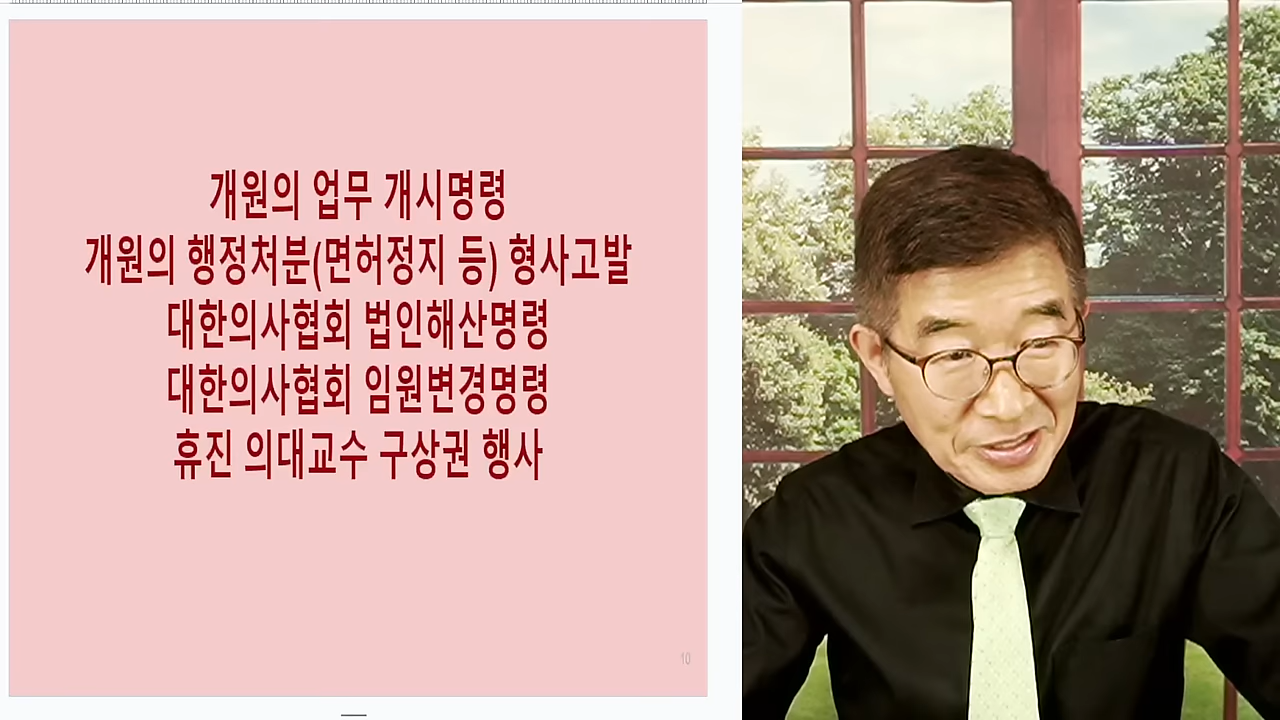 개원의 업무 개시명령
개원의 행정처분(면허정지 등) 형사고발
대한의사협회 법인해산명령
대한의사협회 임원변경명령
휴진 의대교수 구상권 행사
10